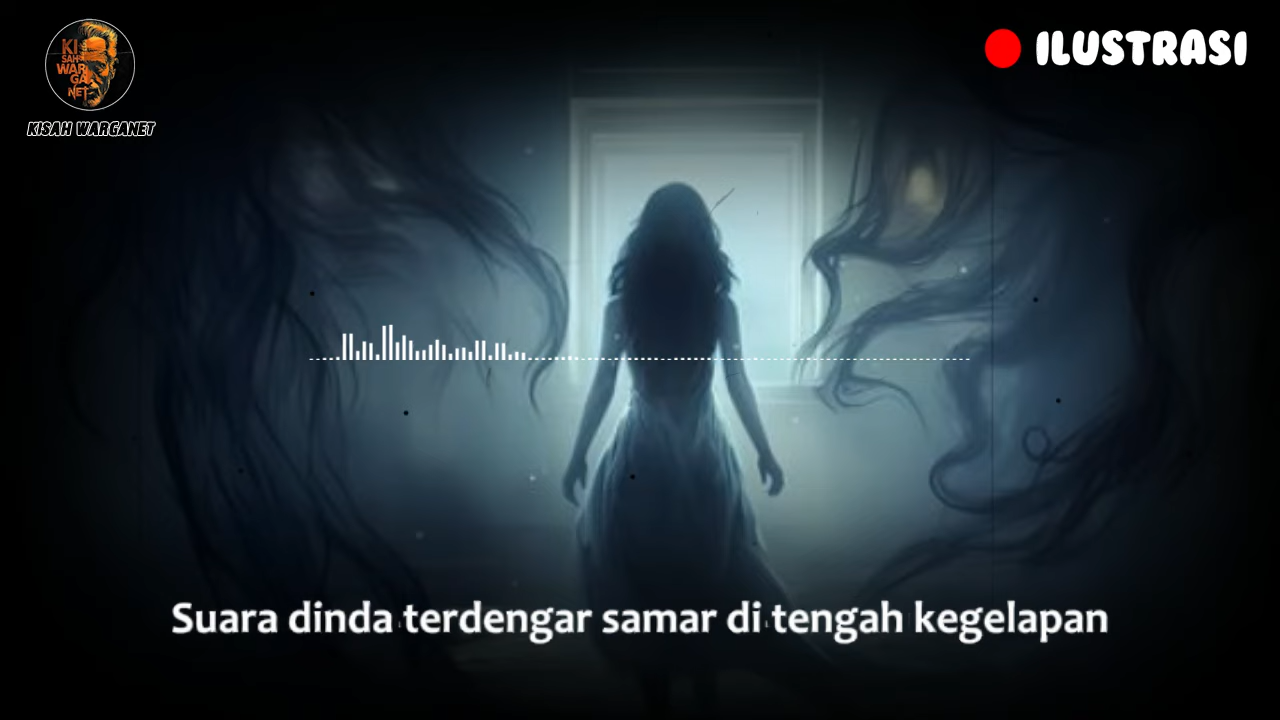 KI
SAH
WAR
GA
NET
KISAH WARGANET
ILUSTRASI
Suara dinda terdengar samar di tengah kegelapan